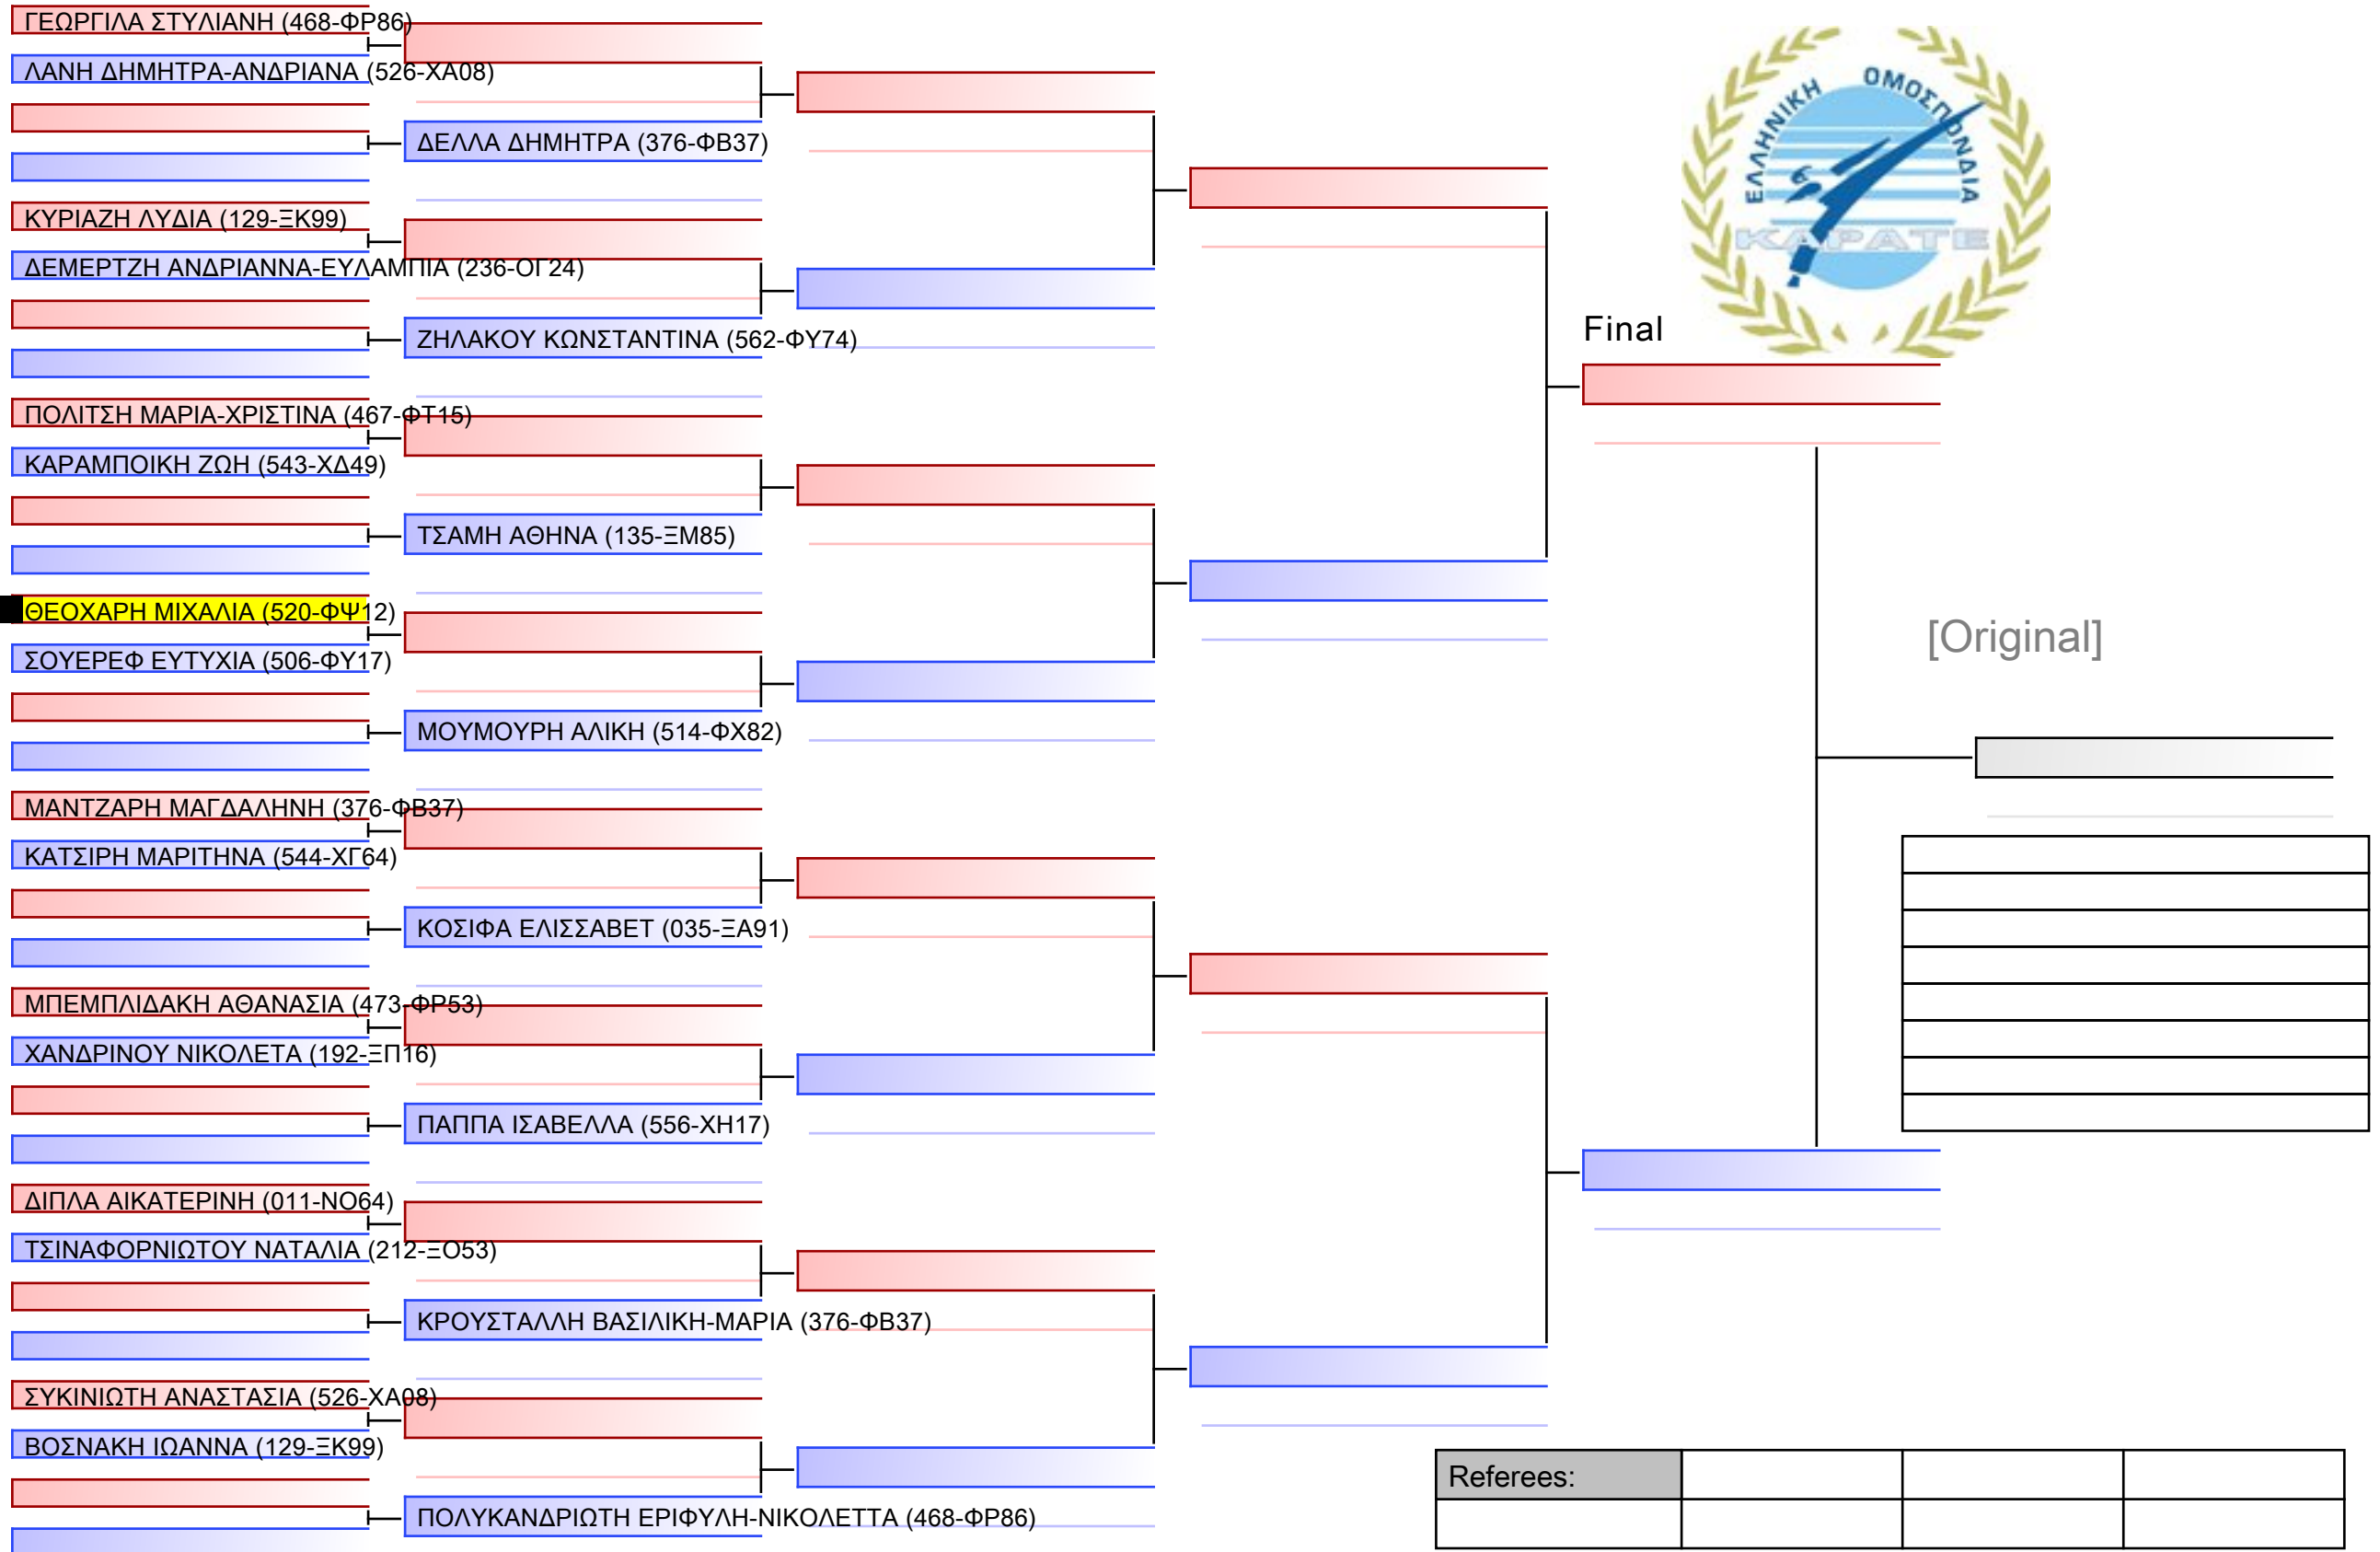 ΓΕΩΡΓΙΛΑ ΣΤΥΛΙΑΝΗ (468-ΦΡ86)
ΛΑΝΗ ΔΗΜΗΤΡΑ-ΑΝΔΡΙΑΝΑ (526-ΧΑ08)
ΔΕΛΛΑ ΔΗΜΗΤΡΑ (376-ΦΒ37)
ΚΥΡΙΑΖΗ ΛΥΔΙΑ (129-ΞΚ99)
ΔΕΜΕΡΤΖΗ ΑΝΔΡΙΑΝΝΑ-ΕΥΛΑΜΠΙΑ (236-ΟΓ24)
ΖΗΛΑΚΟΥ ΚΩΝΣΤΑΝΤΙΝΑ (562-ΦΥ74)
ΠΟΛΙΤΣΗ ΜΑΡΙΑ-ΧΡΙΣΤΙΝΑ (467-ΦΤ15)
ΚΑΡΑΜΠΟΙΚΗ ΖΩΗ (543-ΧΔ49)
ΤΣΑΜΗ ΑΘΗΝΑ (135-ΞΜ85)
ΘΕΟΧΑΡΗ ΜΙΧΑΛΙΑ (520-ΦΨ12)
ΣΟΥΕΡΕΦ ΕΥΤΥΧΙΑ (506-ΦΥ17)
ΜΟΥΜΟΥΡΗ ΑΛΙΚΗ (514-ΦΧ82)
ΜΑΝΤΖΑΡΗ ΜΑΓΔΑΛΗΝΗ (376-ΦΒ37)
ΚΑΤΣΙΡΗ ΜΑΡΙΤΗΝΑ (544-ΧΓ64)
ΚΟΣΙΦΑ ΕΛΙΣΣΑΒΕΤ (035-ΞΑ91)
ΜΠΕΜΠΛΙΔΑΚΗ ΑΘΑΝΑΣΙΑ (473-ΦΡ53)
ΧΑΝΔΡΙΝΟΥ ΝΙΚΟΛΕΤΑ (192-ΞΠ16)
ΠΑΠΠΑ ΙΣΑΒΕΛΛΑ (556-ΧΗ17)
ΔΙΠΛΑ ΑΙΚΑΤΕΡΙΝΗ (011-ΝΟ64)
ΤΣΙΝΑΦΟΡΝΙΩΤΟΥ ΝΑΤΑΛΙΑ (212-ΞΟ53)
ΚΡΟΥΣΤΑΛΛΗ ΒΑΣΙΛΙΚΗ-ΜΑΡΙΑ (376-ΦΒ37)
ΣΥΚΙΝΙΩΤΗ ΑΝΑΣΤΑΣΙΑ (526-ΧΑ08)
ΒΟΣΝΑΚΗ ΙΩΑΝΝΑ (129-ΞΚ99)
ΠΟΛΥΚΑΝΔΡΙΩΤΗ ΕΡΙΦΥΛΗ-ΝΙΚΟΛΕΤΤΑ (468-ΦΡ86)
ΕΛΛΗΝΙΚΗ ΟΜΟΣΠΟΝΔΙΑ
ΚΑΡΑΤΕ
Final
[Original]
Referees: